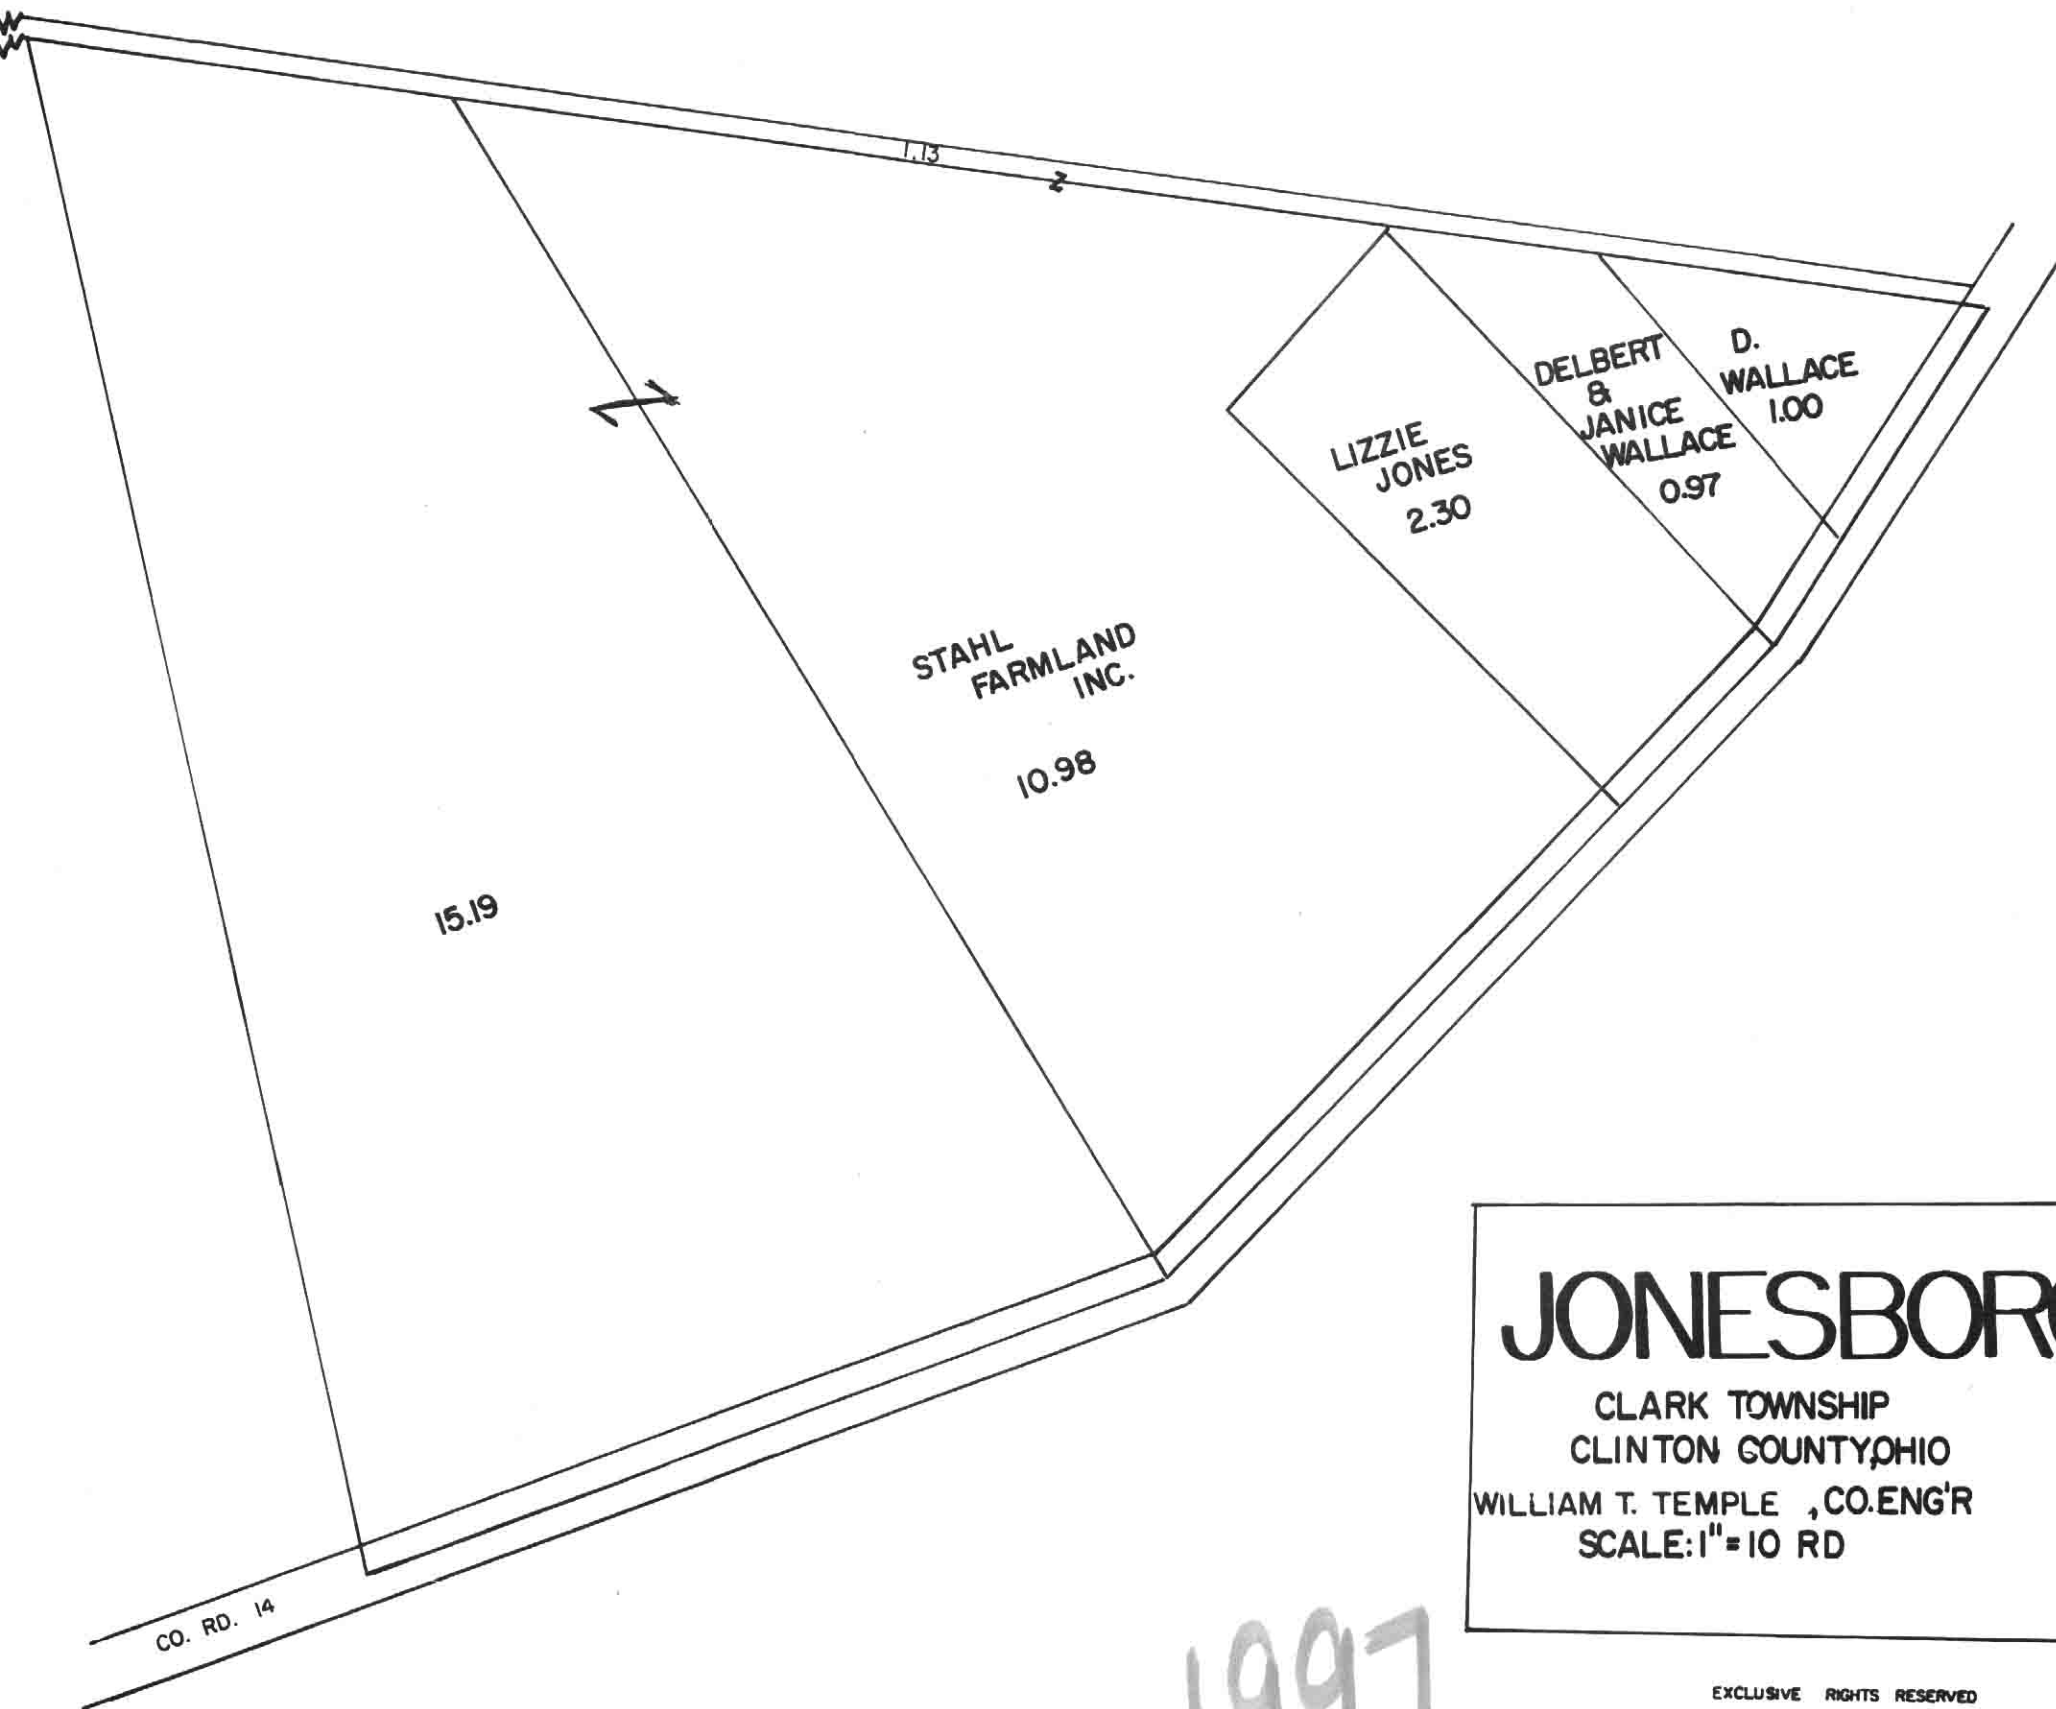 1.13
Z
Z
D.
WALLACE
1.00
DELBERT
&
JANICE
WALLACE
0.97
LIZZIE
JONES
2.30
STAHL
FARMLAND
INC.
10.98
15.19
CO. RD. 14
JONESBOR
CLARK TOWNSHIP
CLINTON COUNTY,OHIO
WILLIAM T. TEMPLE , CO.ENG'R
SCALE: 1" = 10 RD
1997
EXCLUSIVE RIGHTS RESERVED